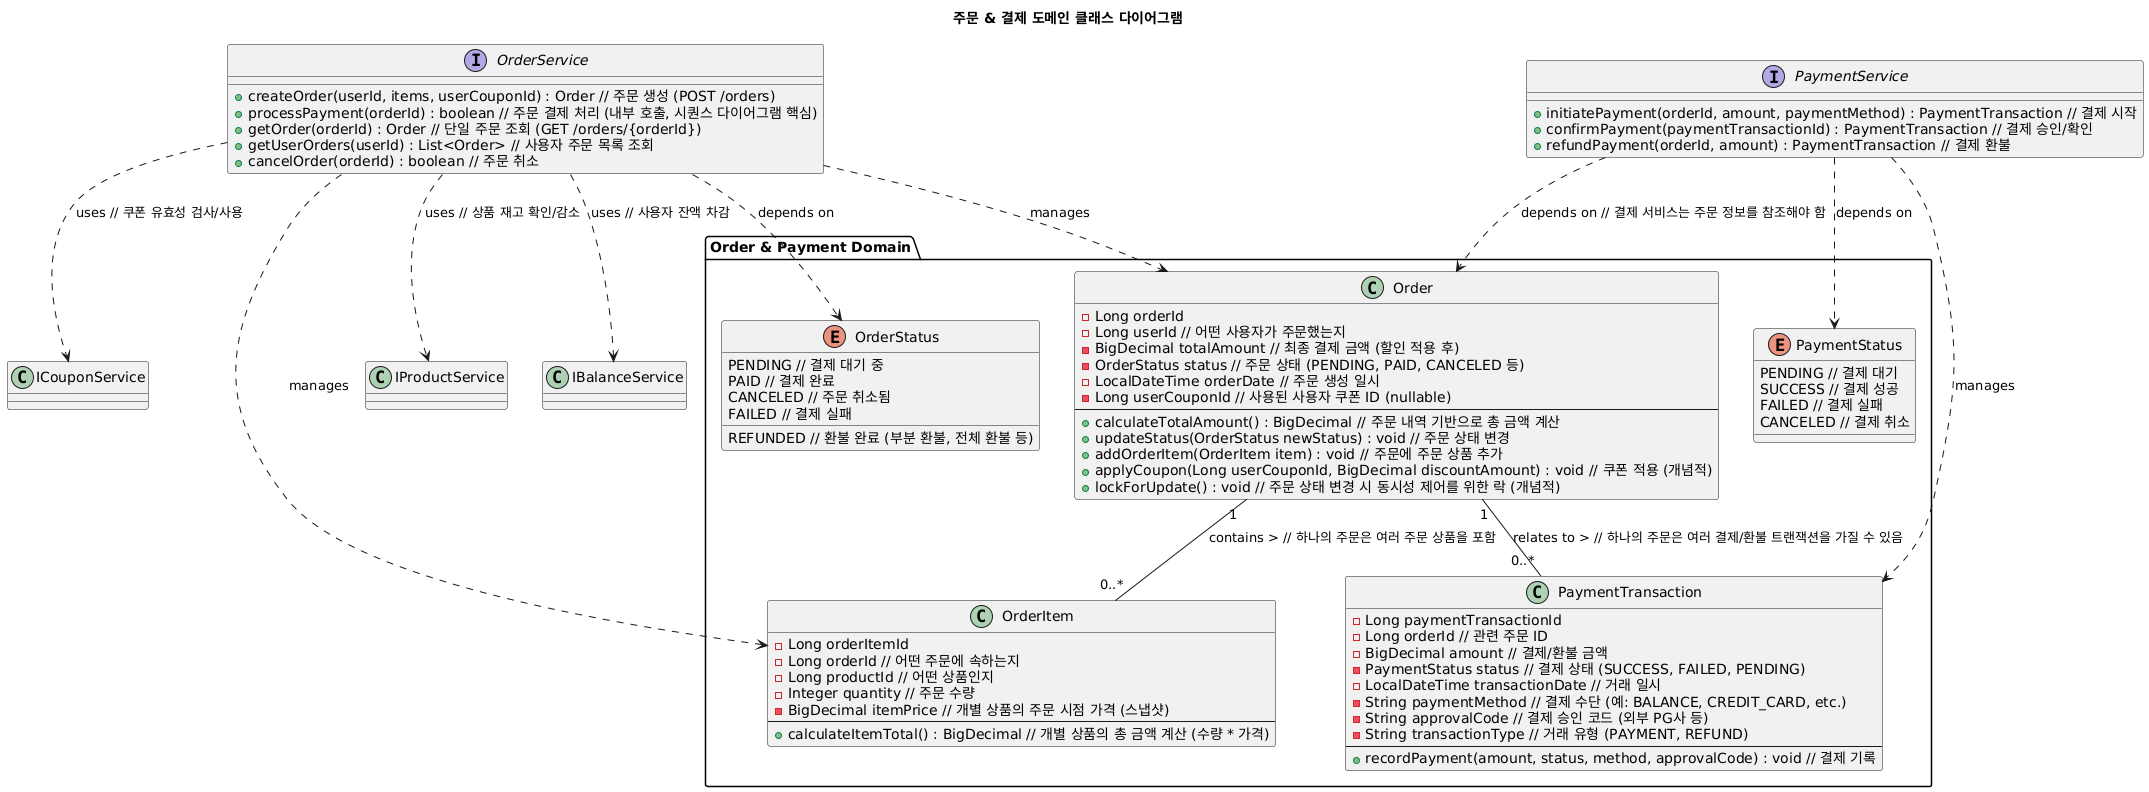 주문 & 결제 도메인 클래스 다이어그램
I OrderService
createOrder(userId, items, userCouponId) : Order // 주문 생성 (POST /orders)
processPayment(orderId) : boolean // 주문 결제 처리 (내부 호출, 시퀀스 다이어그램 핵심)
getOrder(orderId) : Order // 단일 주문 조회 (GET /orders/{orderId})
getUserOrders(userId) : List<Order> // 사용자 주문 목록 조회
cancelOrder(orderId) : boolean // 주문 취소
I PaymentService
initiatePayment(orderId, amount, paymentMethod) : PaymentTransaction // 결제 시작
confirmPayment(paymentTransactionId) : PaymentTransaction // 결제 승인/확인
refundPayment(orderId, amount) : PaymentTransaction // 결제 환불
uses // 쿠폰 유효성 검사/사용
uses // 상품 재고 확인/감소
uses // 사용자 잔액 차감
depends on
manages
depends on // 결제 서비스는 주문 정보를 참조해야 함
depends on
Order & Payment Domain
C ICouponService
manages
C IProductService
C IBalanceService
E OrderStatus
PENDING // 결제 대기 중
PAID // 결제 완료
CANCELED // 주문 취소됨
FAILED // 결제 실패
REFUNDED // 환불 완료 (부분 환불, 전체 환불 등)
C Order
Long orderId
Long userId // 어떤 사용자가 주문했는지
BigDecimal totalAmount // 최종 결제 금액 (할인 적용 후)
OrderStatus status // 주문 상태 (PENDING, PAID, CANCELED 등)
LocalDateTime orderDate // 주문 생성 일시
Long userCouponId // 사용된 사용자 쿠폰 ID (nullable)
calculateTotalAmount() : BigDecimal // 주문 내역 기반으로 총 금액 계산
updateStatus(OrderStatus newStatus) : void // 주문 상태 변경
addOrderItem(OrderItem item) : void // 주문에 주문 상품 추가
applyCoupon(Long userCouponId, BigDecimal discountAmount) : void // 쿠폰 적용 (개념적)
lockForUpdate() : void // 주문 상태 변경 시 동시성 제어를 위한 락 (개념적)
E PaymentStatus
PENDING // 결제 대기
SUCCESS // 결제 성공
FAILED // 결제 실패
CANCELED // 결제 취소
manages
1
contains > // 하나의 주문은 여러 주문 상품을 포함
0..*
1
relates to > // 하나의 주문은 여러 결제/환불 트랜잭션을 가질 수 있음
0..*
C OrderItem
Long orderItemId
Long orderId // 어떤 주문에 속하는지
Long productId // 어떤 상품인지
Integer quantity // 주문 수량
BigDecimal itemPrice // 개별 상품의 주문 시점 가격 (스냅샷)
calculateItemTotal() : BigDecimal // 개별 상품의 총 금액 계산 (수량 * 가격)
C PaymentTransaction
Long paymentTransactionId
Long orderId // 관련 주문 ID
BigDecimal amount // 결제/환불 금액
PaymentStatus status // 결제 상태 (SUCCESS, FAILED, PENDING)
LocalDateTime transactionDate // 거래 일시
String paymentMethod // 결제 수단 (예: BALANCE, CREDIT_CARD, etc.)
String approvalCode // 결제 승인 코드 (외부 PG사 등)
String transactionType // 거래 유형 (PAYMENT, REFUND)
recordPayment(amount, status, method, approvalCode) : void // 결제 기록